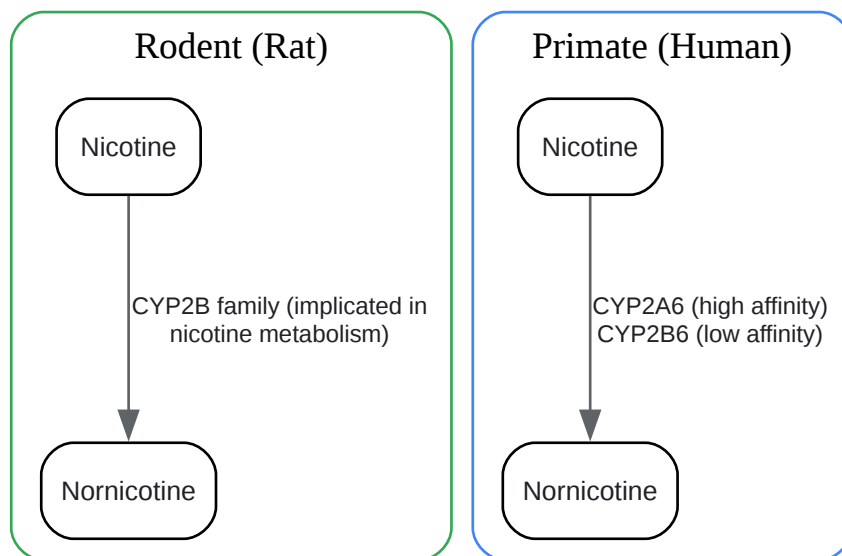 Rodent (Rat)
Nicotine
CYP2B family (implicated in
nicotine metabolism)
Nornicotine
Primate (Human)
Nicotine
CYP2A6 (high affinity)
CYP2B6 (low affinity)
Nornicotine